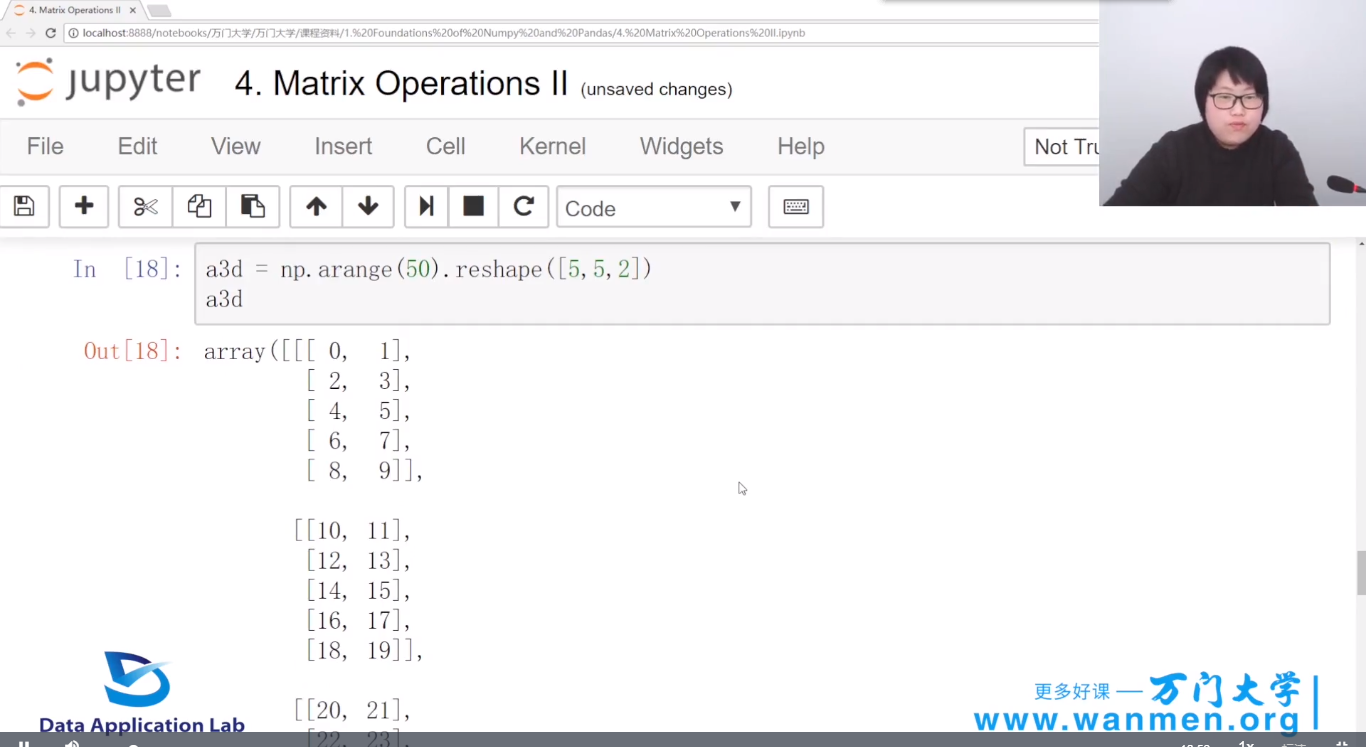 4. Matrix Operations II
localhost:8888/notebooks/万门大学/万门大学/课程资料/1.%20Foundations%20of%20Numpy%20and%20Pandas/4.%20Matrix%20Operations%20II.ipynb
jupyter 4. Matrix Operations II (unsaved changes)
File Edit View Insert Cell Kernel Widgets Help Not Tru
Code
In [18]: a3d = np.arange(50).reshape([5,5,2])
a3d
Out[18]: array([[[ 0, 1],
[ 2, 3],
[ 4, 5],
[ 6, 7],
[ 8, 9]],
[[10, 11],
[12, 13],
[14, 15],
[16, 17],
[18, 19]],
[[20, 21],
[22, 23],
Data Application Lab
更多好课 — 万门大学
www.wanmen.org
1x